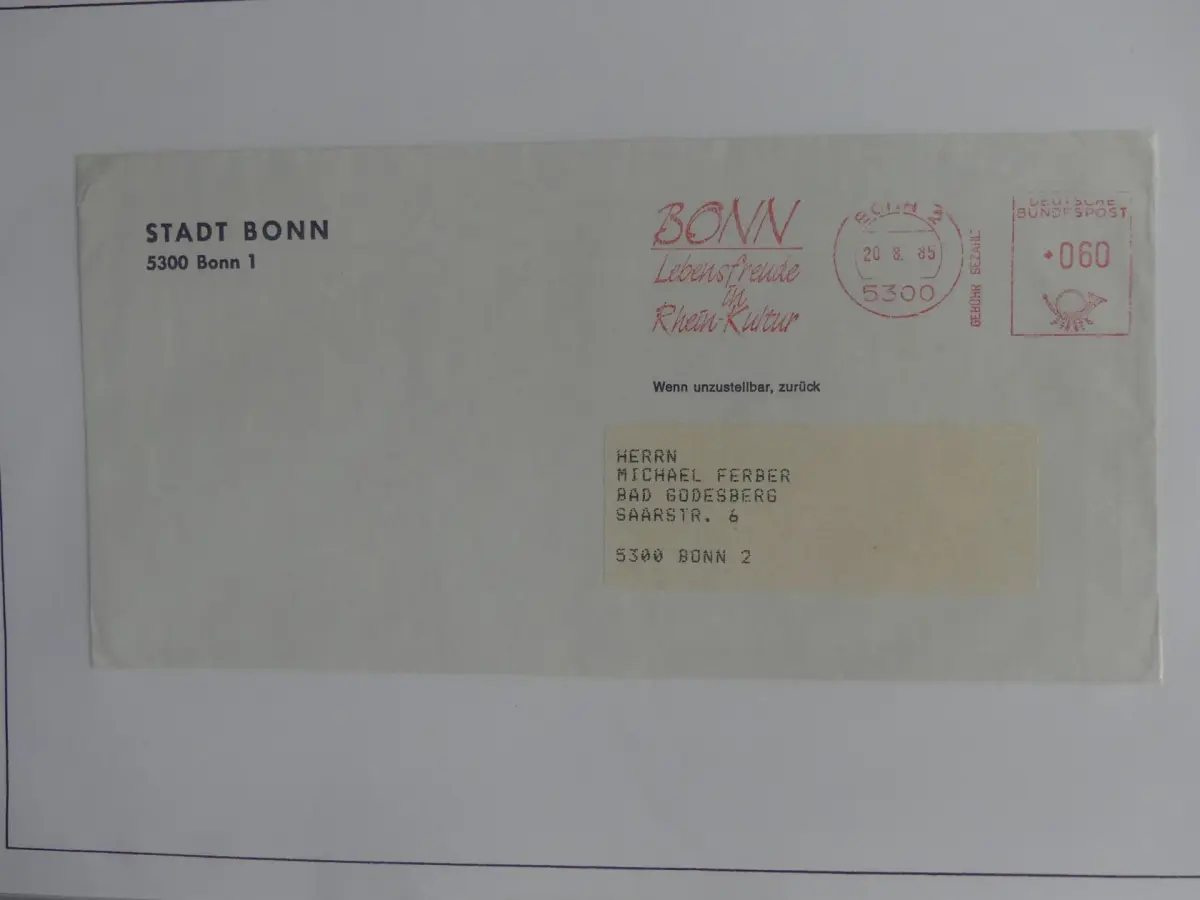 STADT BONN
5300 Bonn 1
BONN
Lebensfreude
in
Rhein-Kultur
BONN
20 8. 85
5300
GEBÜHR BEZAHLT
DEUTSCHE
BUNDESPOST
060
Wenn unzustellbar, zurück
HERRN
MICHAEL FERBER
BAD GODESBERG
SAARSTR. 6
5300 BONN 2